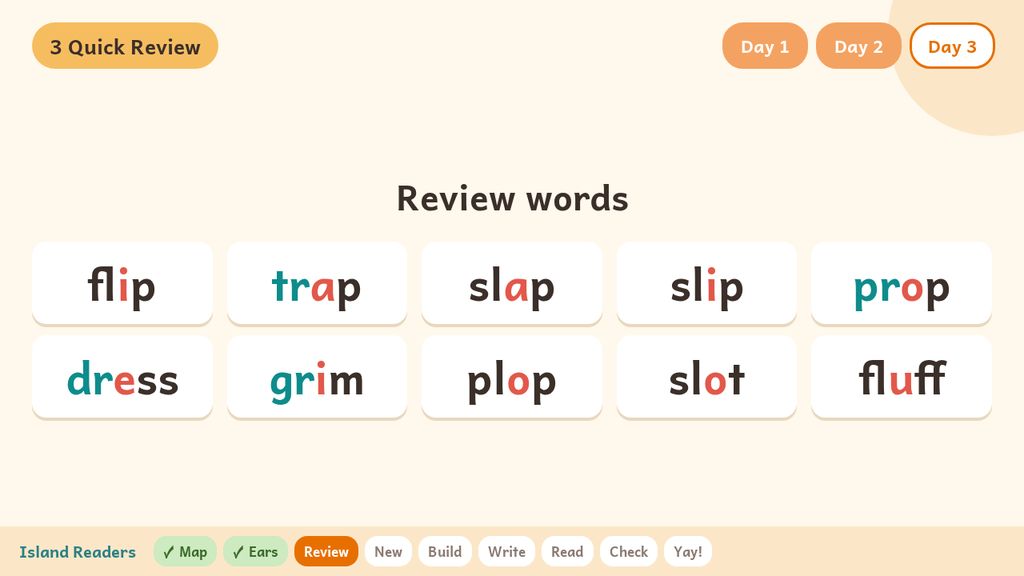 3 Quick Review
Day 1 Day 2 Day 3
Review words
flip trap slap slip prop
dress grim plop slot fluff
Island Readers ✓ Map ✓ Ears Review New Build Write Read Check Yay!